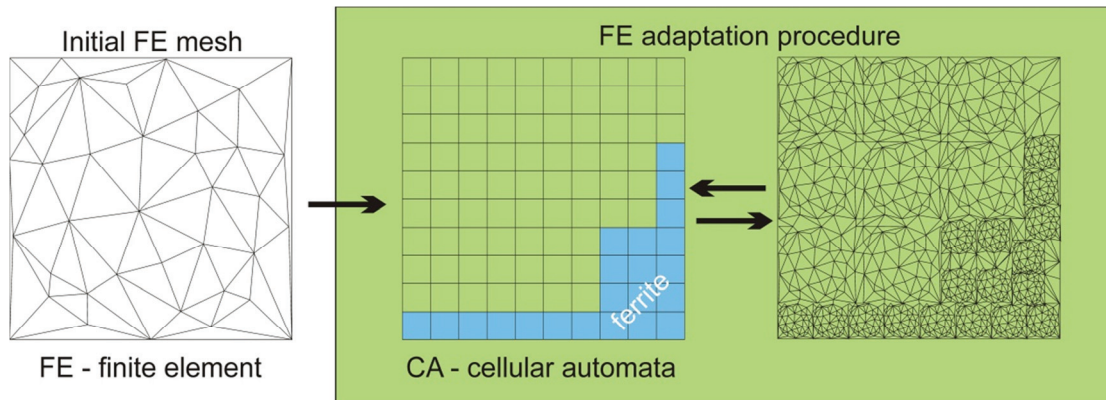 Initial FE mesh
FE adaptation procedure
ferrite
FE - finite element
CA - cellular automata